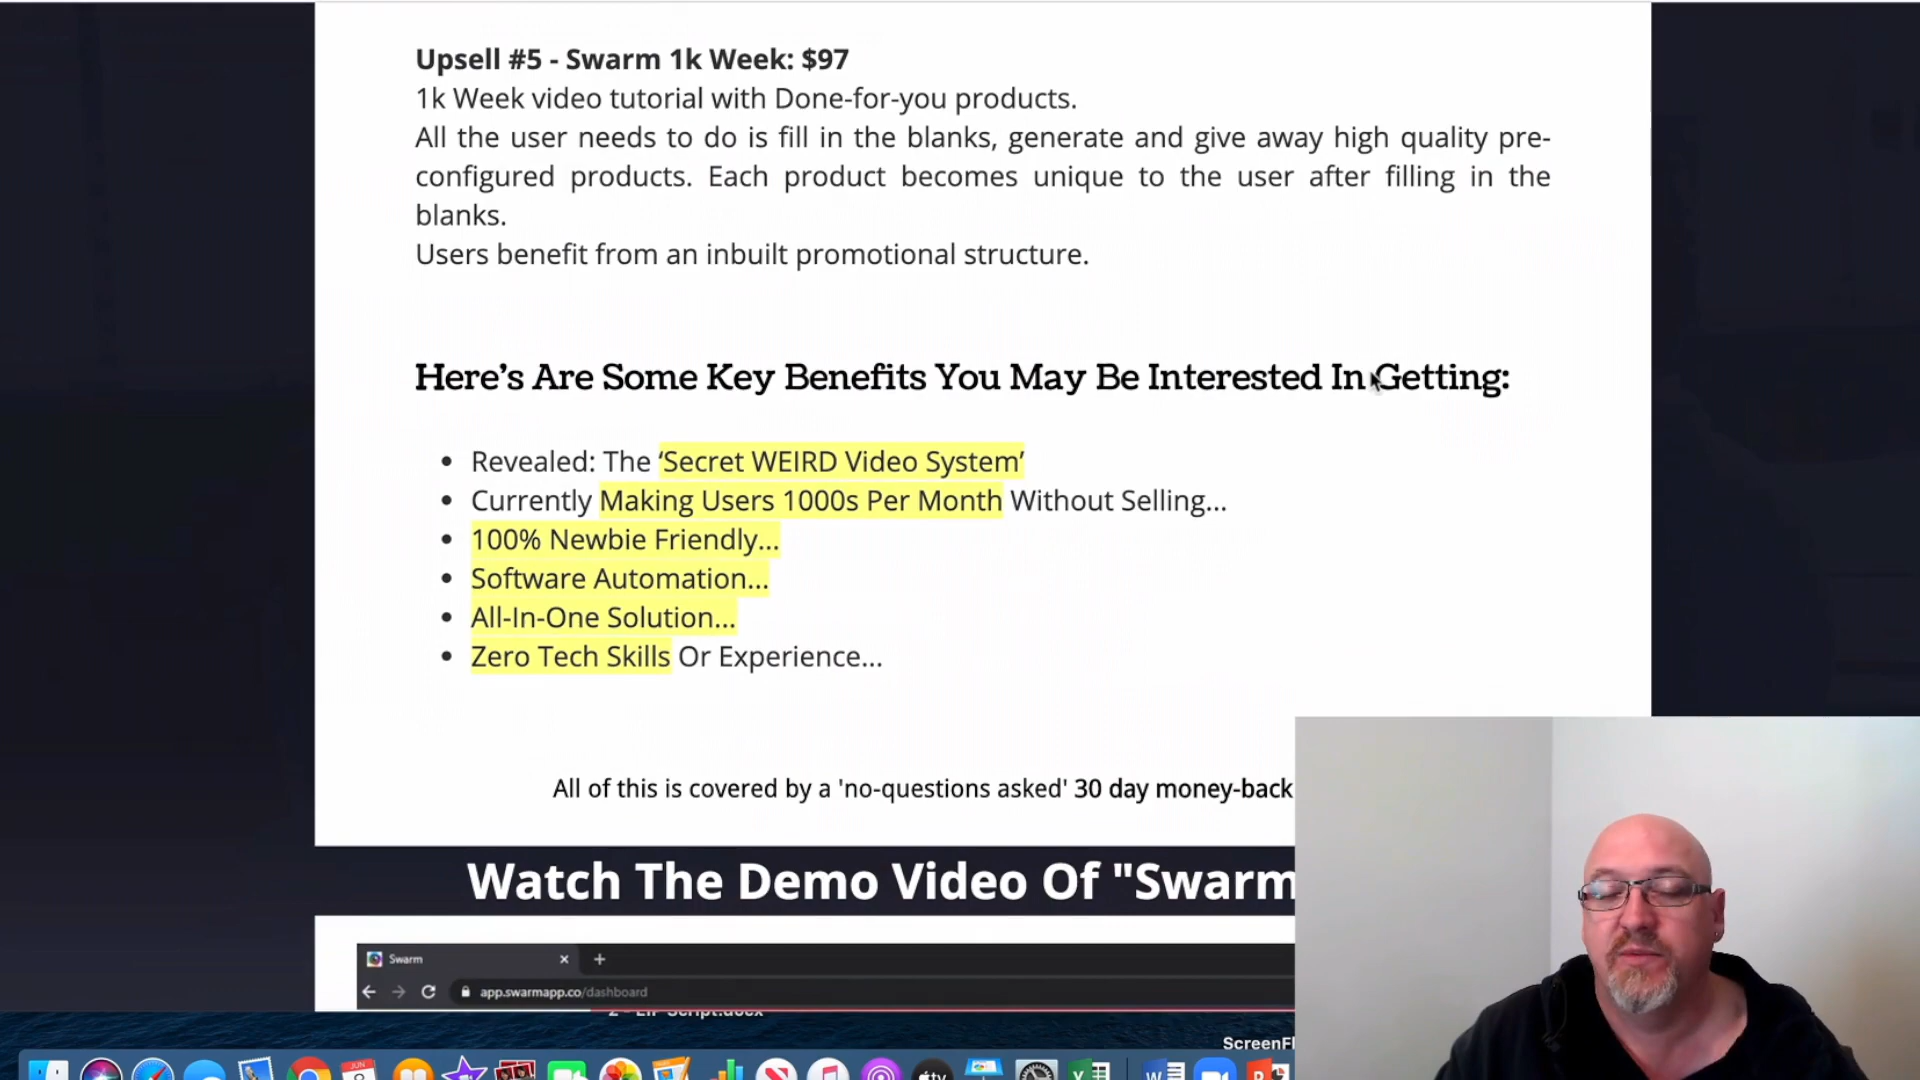 Upsell #5 - Swarm 1k Week: $97
1k Week video tutorial with Done-for-you products.
All the user needs to do is fill in the blanks, generate and give away high quality pre-
configured products. Each product becomes unique to the user after filling in the
blanks.
Users benefit from an inbuilt promotional structure.
Here's Are Some Key Benefits You May Be Interested In Getting:
• Revealed: The 'Secret WEIRD Video System'
• Currently Making Users 1000s Per Month Without Selling...
• 100% Newbie Friendly...
• Software Automation...
• All-In-One Solution...
• Zero Tech Skills Or Experience...
All of this is covered by a 'no-questions asked' 30 day money-back
Watch The Demo Video Of "Swarm
Swarm
app.swarmapp.co/dashboard
JUN
tv